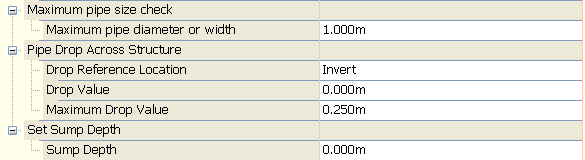 Maximum pipe size check
Maximum pipe diameter or width 1.000m
Pipe Drop Across Structure
Drop Reference Location Invert
Drop Value 0.000m
Maximum Drop Value 0.250m
Set Sump Depth
Sump Depth 0.000m